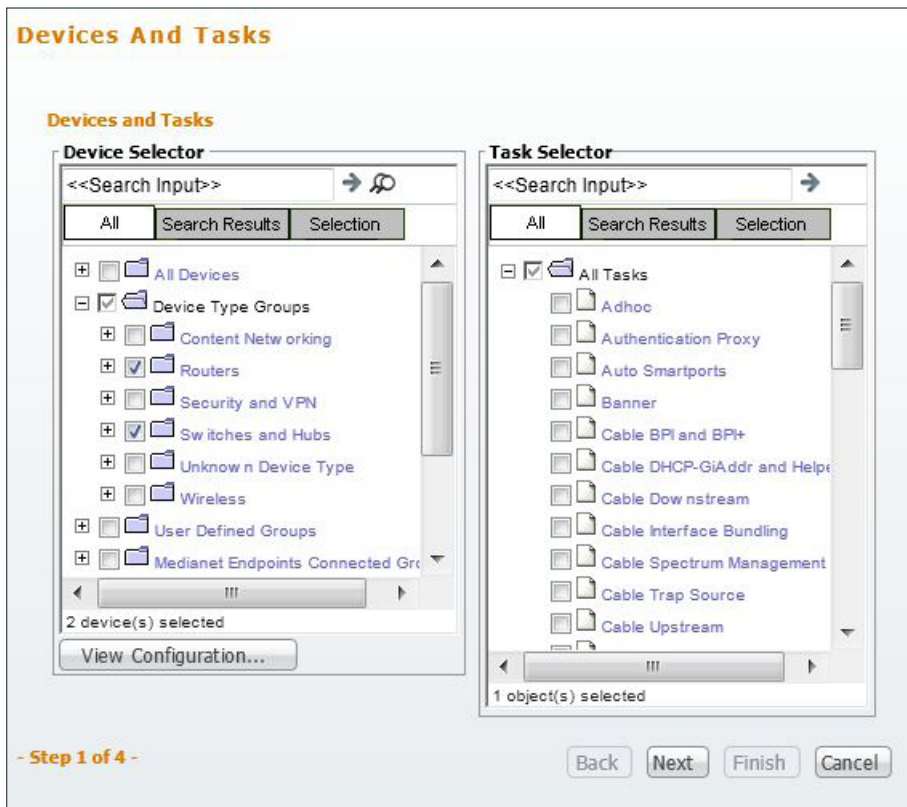 Devices And Tasks
Devices and Tasks
Device Selector
<<Search Input>>
All Search Results Selection
All Devices
Device Type Groups
Content Networking
Routers
Security and VPN
Switches and Hubs
Unknown Device Type
Wireless
User Defined Groups
Medianet Endpoints Connected Gr
2 device(s) selected
View Configuration...
Task Selector
<<Search Input>>
All Search Results Selection
All Tasks
Adhoc
Authentication Proxy
Auto Smartports
Banner
Cable BPI and BPI+
Cable DHCP-GiAddr and Helpe
Cable Downstream
Cable Interface Bundling
Cable Spectrum Management
Cable Trap Source
Cable Upstream
1 object(s) selected
- Step 1 of 4 -
Back Next Finish Cancel